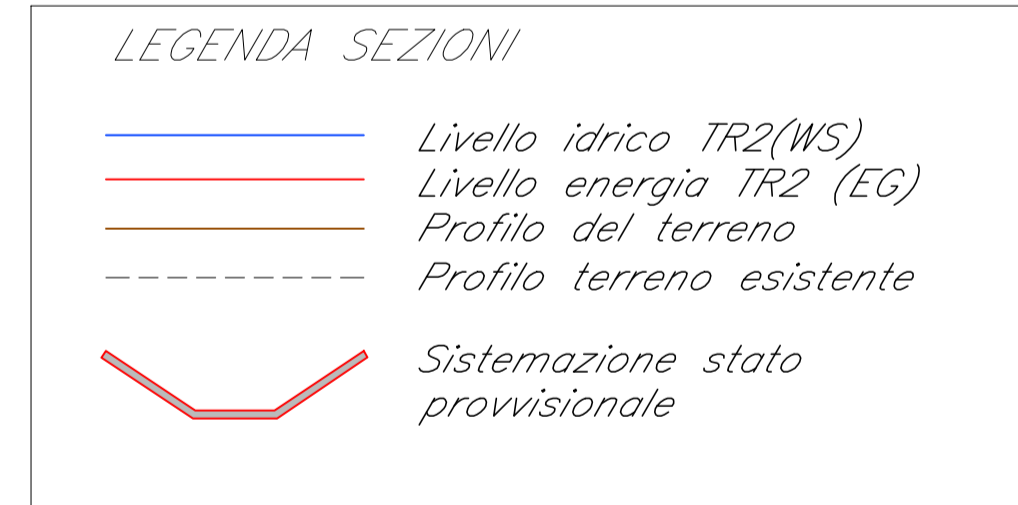 LEGENDA SEZIONI
Livello idrico TR2(WS)
Livello energia TR2 (EG)
Profilo del terreno
Profilo terreno esistente
Sistemazione stato
provvisionale